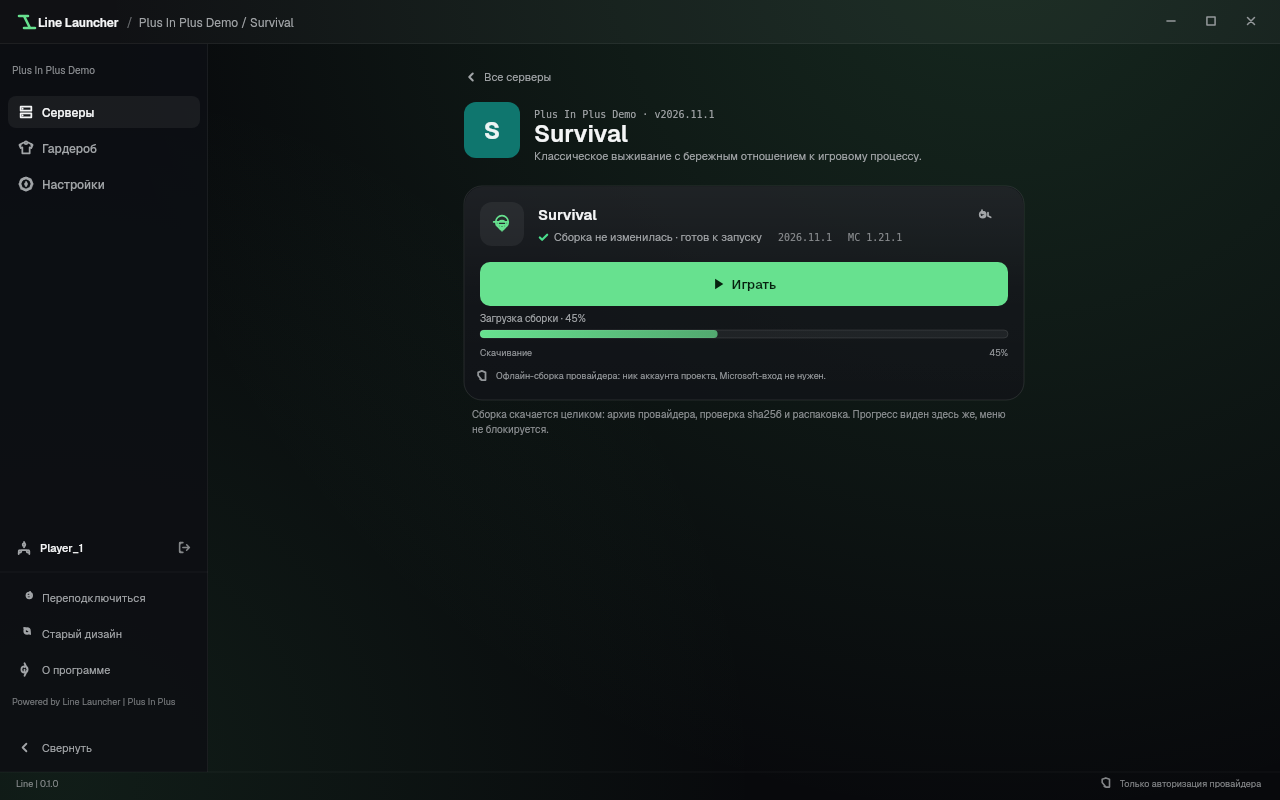 Line Launcher / Plus In Plus Demo / Survival
Plus In Plus Demo
Серверы
Гардероб
Настройки
Все серверы
S
Plus In Plus Demo · v2026.11.1
Survival
Классическое выживание с бережным отношением к игровому процессу.
Survival
Сборка не изменилась · готов к запуску 2026.11.1 MC 1.21.1
Играть
Загрузка сборки · 45%
Скачивание 45%
Офлайн-сборка провайдера: ник аккаунта проекта, Microsoft-вход не нужен.
Сборка скачается целиком: архив провайдера, проверка sha256 и распаковка. Прогресс виден здесь же, меню
не блокируется.
Player_1
Переподключиться
Старый дизайн
О программе
Powered by Line Launcher | Plus In Plus
Свернуть
Line | 0.1.0
Только авторизация провайдера